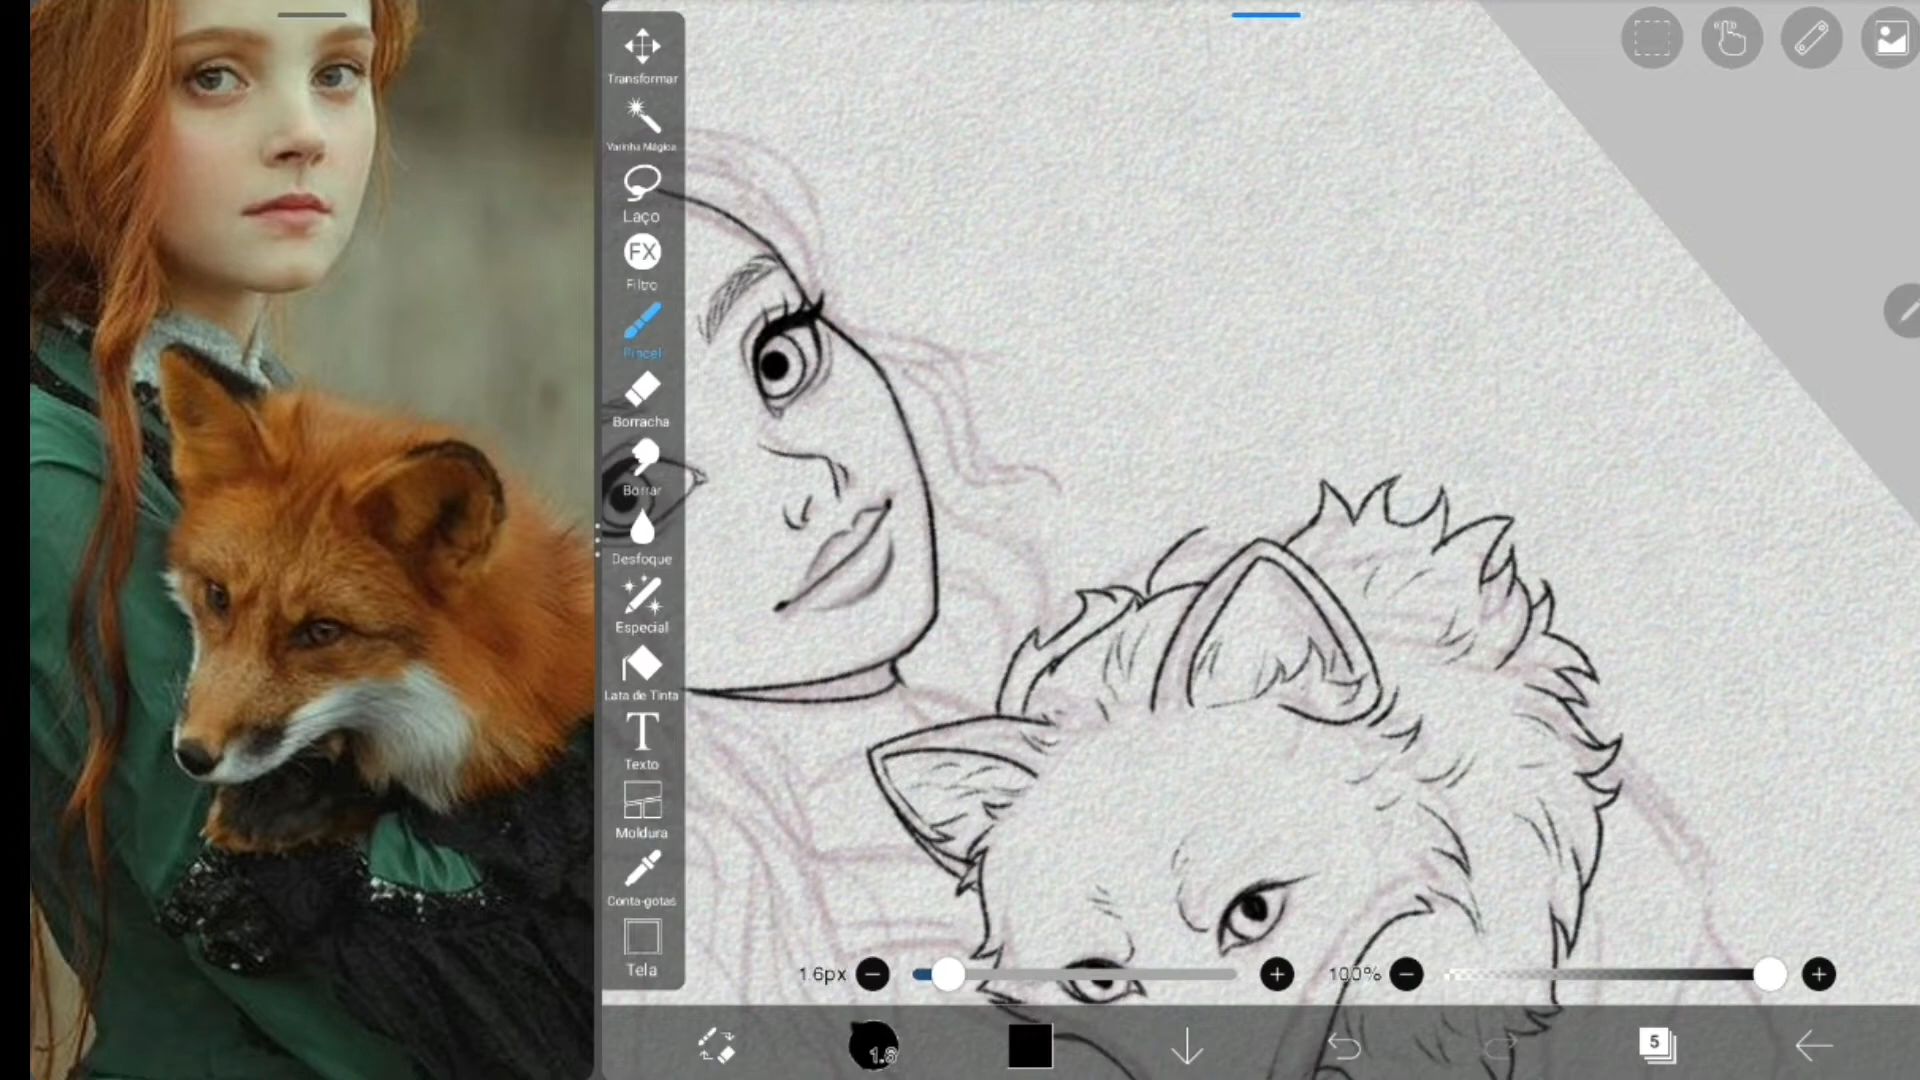 Transformar
Varinha Mágica
Laço
FX
Filtro
Pincel
Borracha
Borrar
Desfoque
Especial
Lata de Tinta
T
Texto
Moldura
Conta-gotas
Tela
1.6px
100%
1.8
5